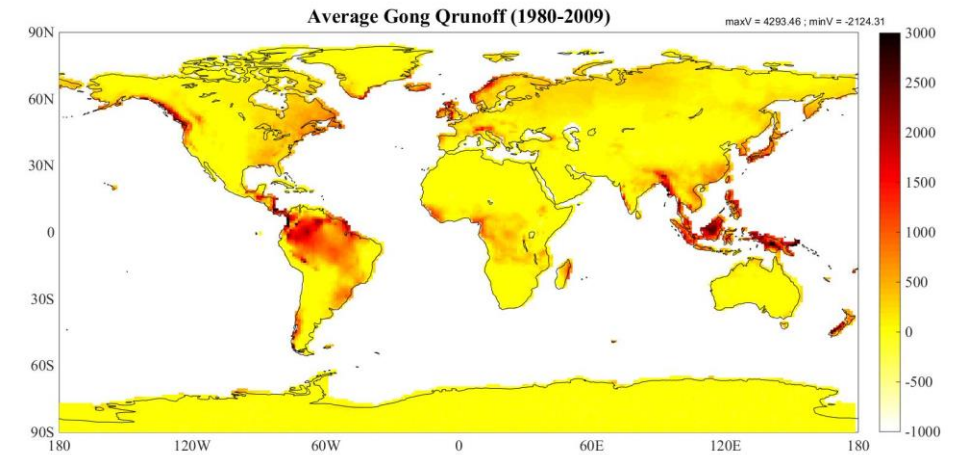 Average Gong Qrunoff (1980-2009)
maxV = 4293.46 ; minV = -2124.31
90N
60N
30N
0
30S
60S
90S
180
120W
60W
0
60E
120E
180
3000
2500
2000
1500
1000
500
0
-500
-1000